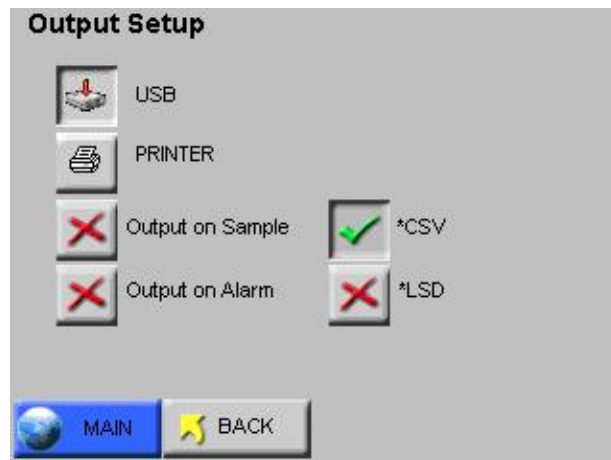 Output Setup
USB
PRINTER
Output on Sample *CSV
Output on Alarm *LSD
MAIN BACK